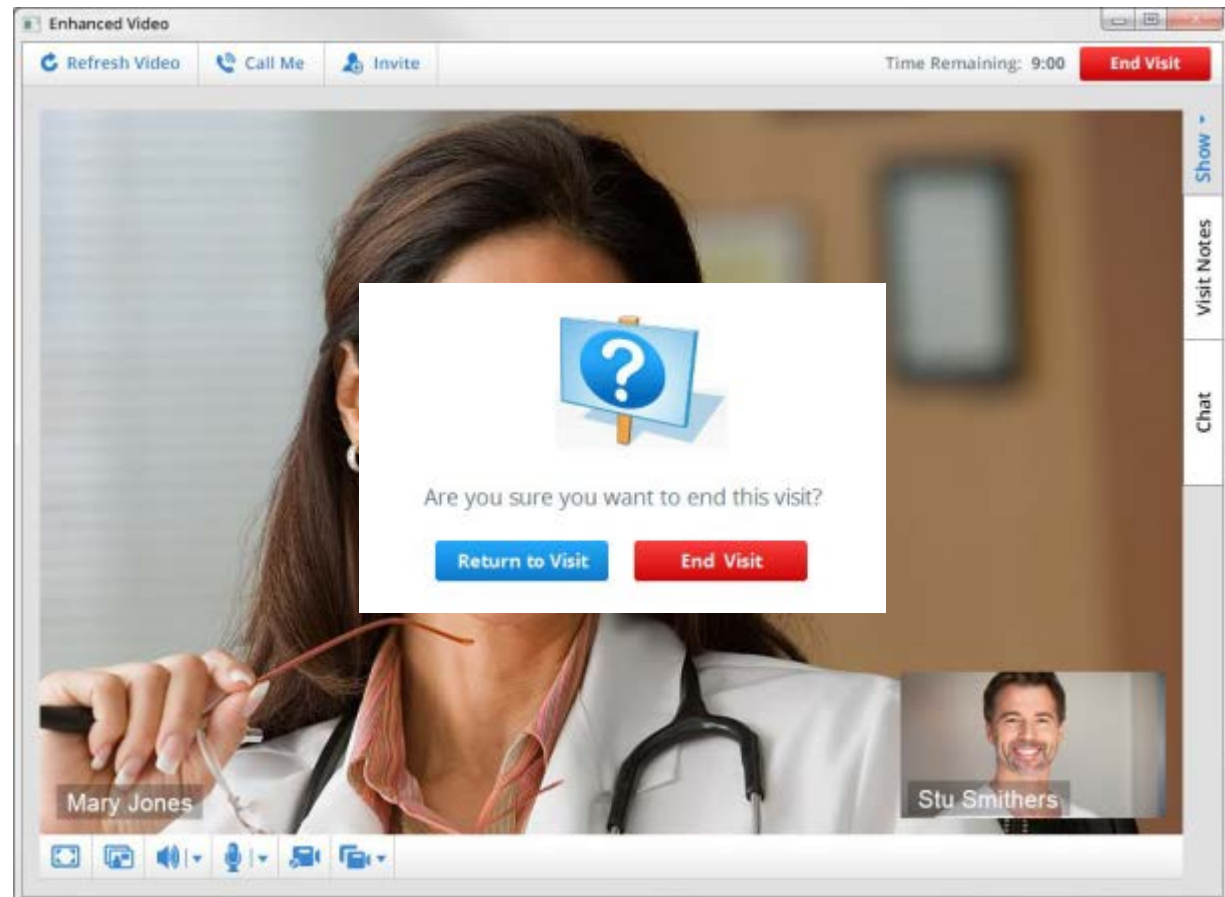 Enhanced Video
Refresh Video Call Me Invite Time Remaining: 9:00 End Visit
Show
Visit Notes
Chat
?
Are you sure you want to end this visit?
Return to Visit End Visit
Mary Jones
Stu Smithers